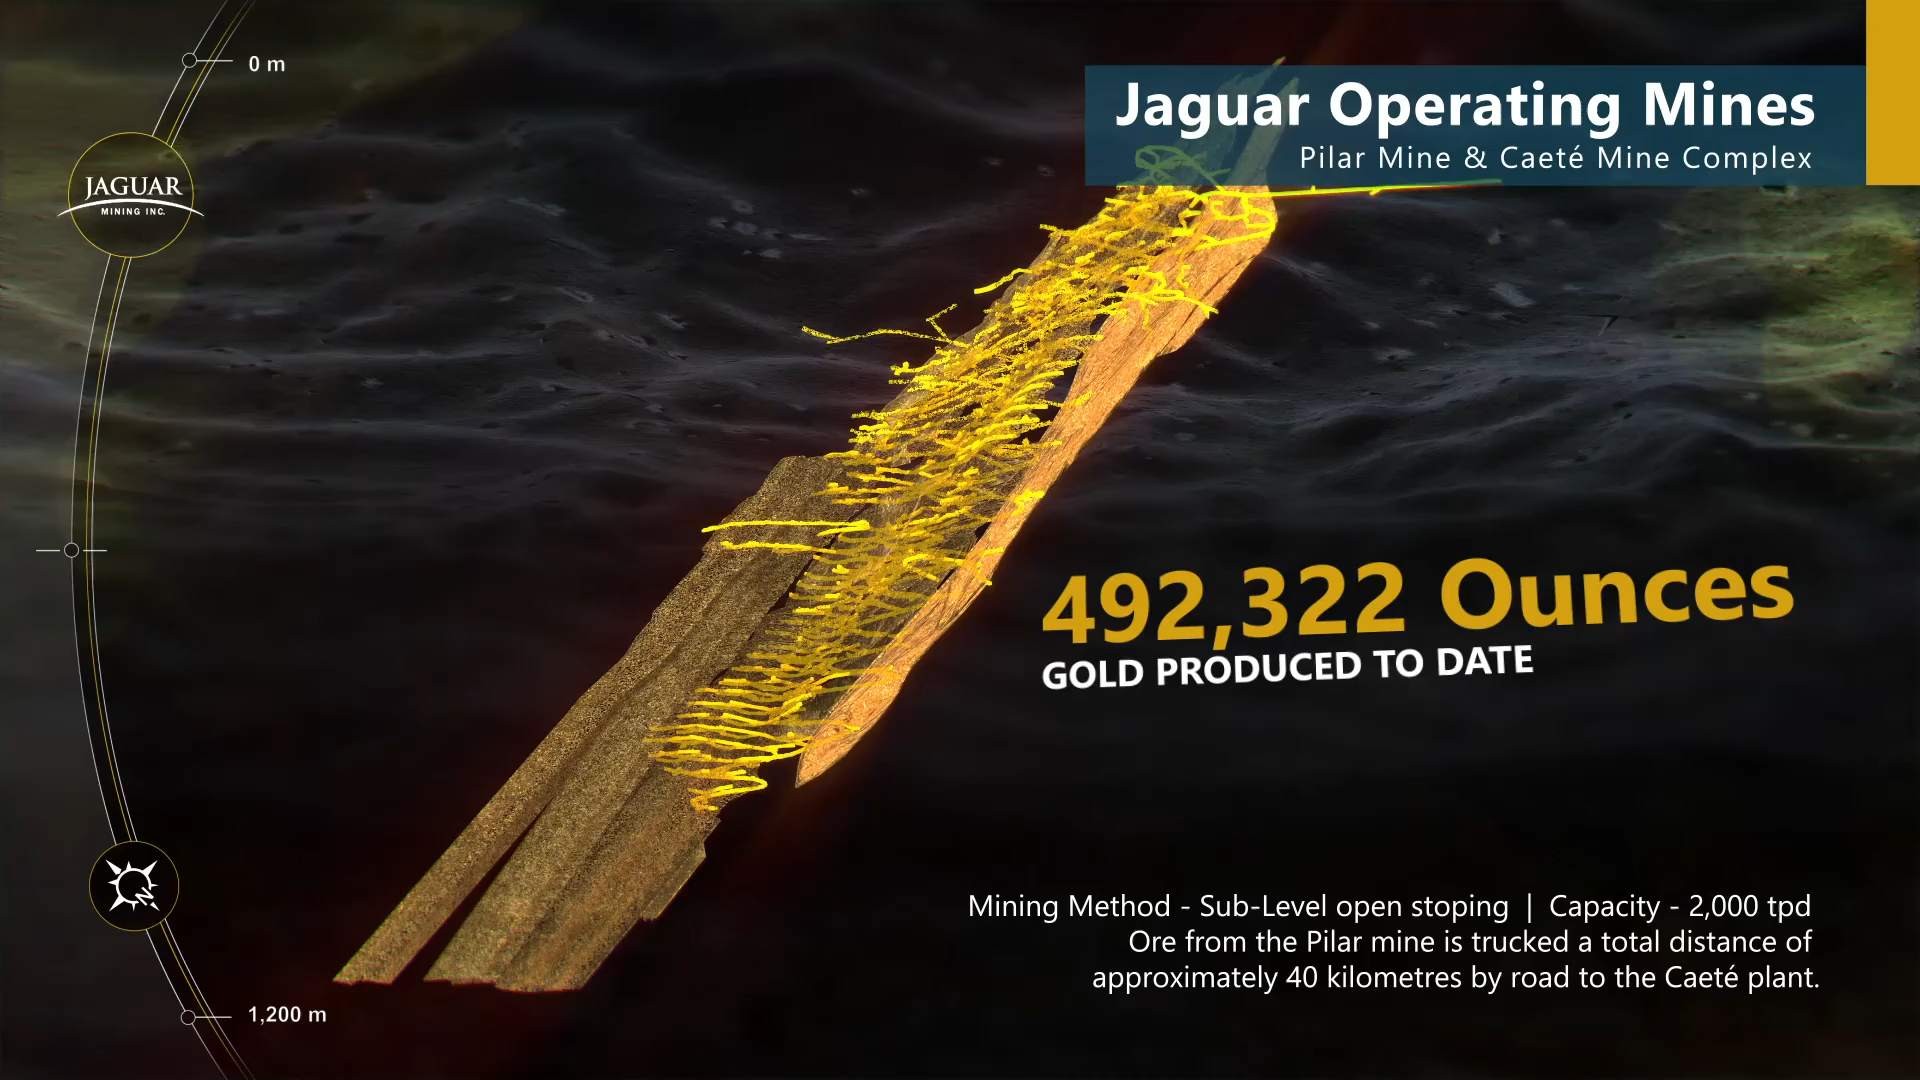 0 m
JAGUAR
MINING INC.
Jaguar Operating Mines
Pilar Mine & Caeté Mine Complex
492,322 Ounces
GOLD PRODUCED TO DATE
Mining Method - Sub-Level open stoping | Capacity - 2,000 tpd
Ore from the Pilar mine is trucked a total distance of
approximately 40 kilometres by road to the Caeté plant.
1,200 m